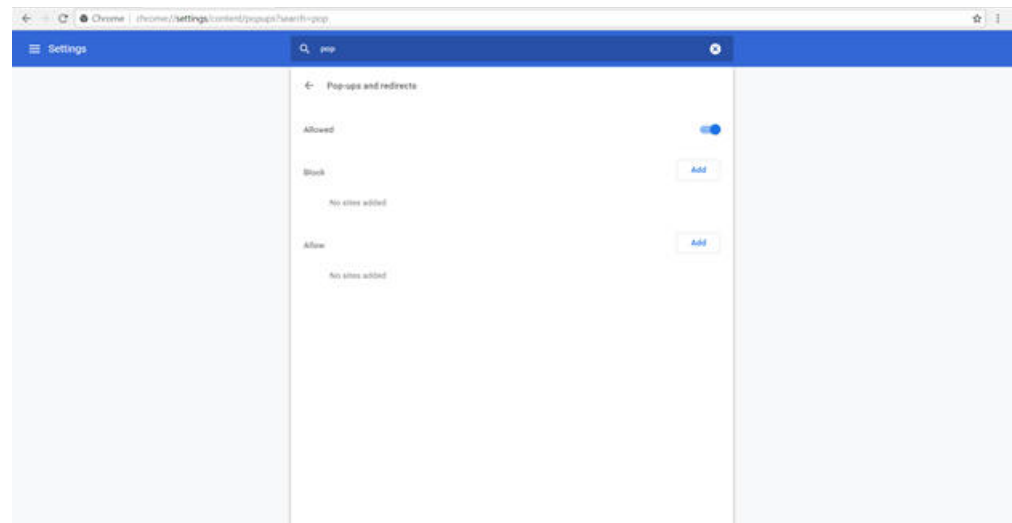 Chrome | chrome://settings/content/popups?search=pop
Settings
pop
Pop-ups and redirects
Allowed
Block
Add
No sites added
Allow
Add
No sites added